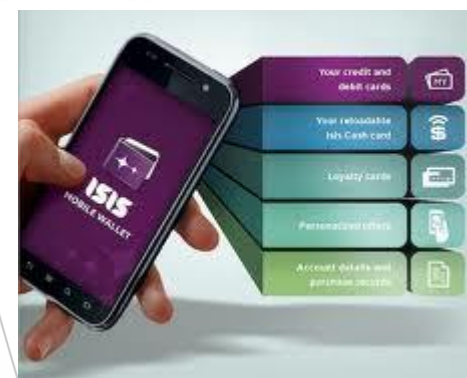 ISIS
MOBILE WALLET
Your credit and
debit cards
MY
Your reloadable
Isis Cash card
$
Loyalty cards
Personalized offers
Account details and
purchase records